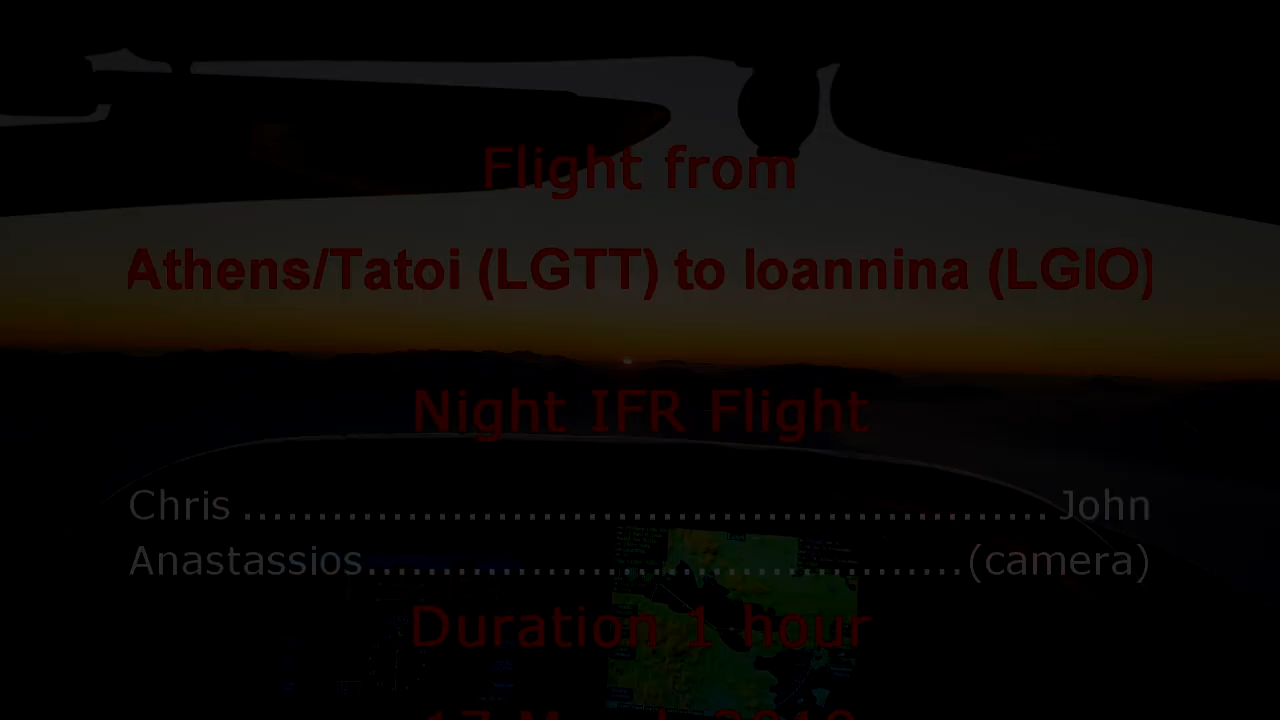 Flight from
Athens/Tatoi (LGTT) to Ioannina (LGIO)
Night IFR Flight
Chris ......................................... John
Anastassios..............................(camera)
Duration 1 hour